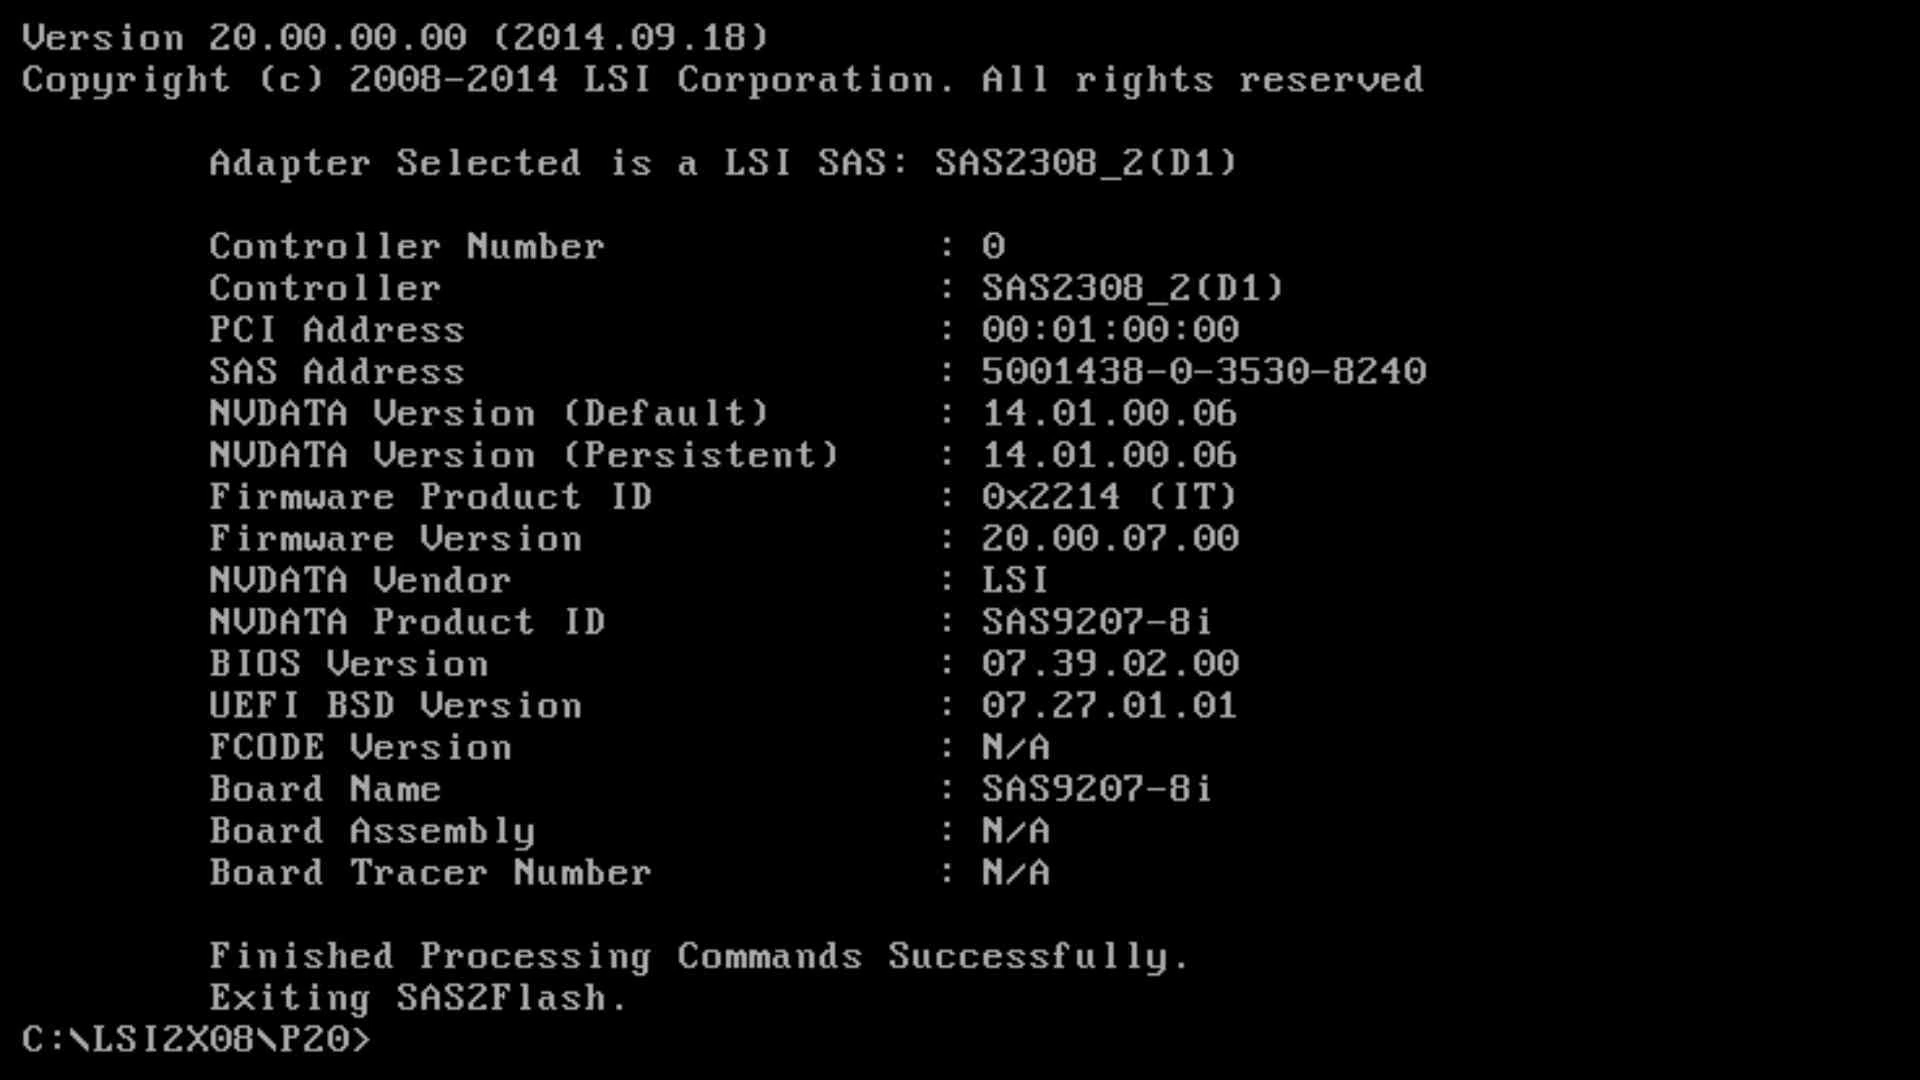 Version 20.00.00.00 (2014.09.18)
Copyright (c) 2008-2014 LSI Corporation. All rights reserved
Adapter Selected is a LSI SAS: SAS2308_2(D1)
Controller Number : 0
Controller : SAS2308_2(D1)
PCI Address : 00:01:00:00
SAS Address : 5001438-0-3530-8240
NVDATA Version (Default) : 14.01.00.06
NVDATA Version (Persistent) : 14.01.00.06
Firmware Product ID : 0x2214 (IT)
Firmware Version : 20.00.07.00
NVDATA Vendor : LSI
NVDATA Product ID : SAS9207-8i
BIOS Version : 07.39.02.00
UEFI BSD Version : 07.27.01.01
FCODE Version : N/A
Board Name : SAS9207-8i
Board Assembly : N/A
Board Tracer Number : N/A
Finished Processing Commands Successfully.
Exiting SAS2Flash.
C:\LSI2X08\P20>